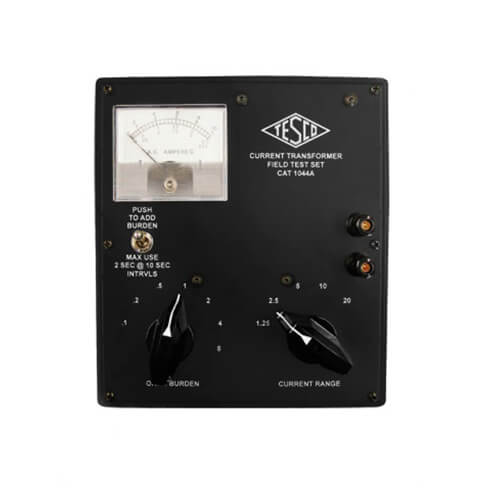 A.C. AMPERES
TESCO
CURRENT TRANSFORMER
FIELD TEST SET
CAT 1044A
PUSH
TO ADD
BURDEN
MAX USE
2 SEC @ 10 SEC
INTRVLS
.1
.2
.5
1
2
4
8
BURDEN
1.25
2.5
5
10
20
CURRENT RANGE